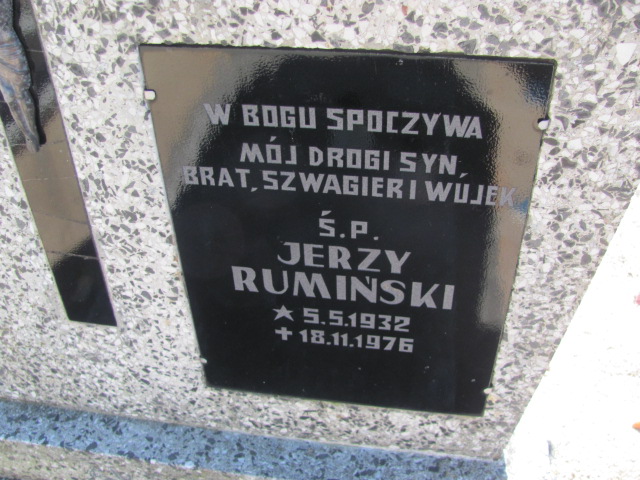 W BOGU SPOCZYWA
MÓJ DROGI SYN,
BRAT, SZWAGIER I WUJEK
Ś.P.
JERZY
RUMIŃSKI
★ 5.5.1932
+ 18.11.1976